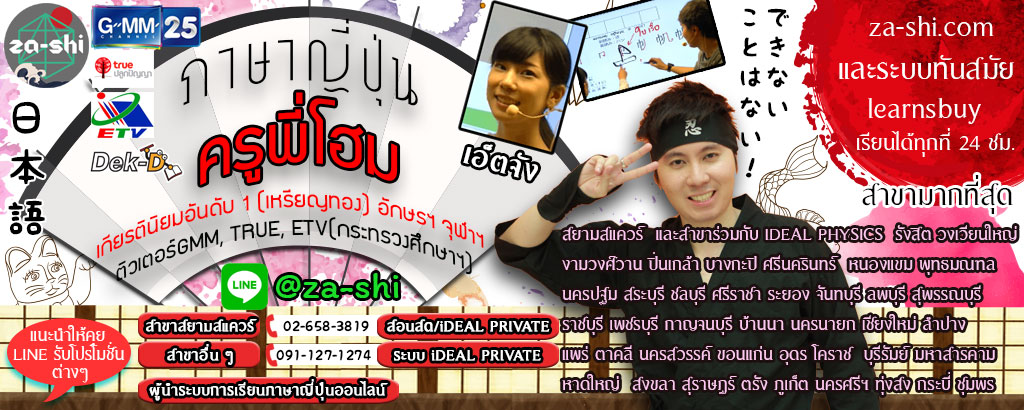 za-shi
G-MM-
CHANNEL
25
true
ปลูกปัญญา
ETV
Dek-D
日本語
ภาษาญี่ปุ่น
ครูพี่โฮม
เกียรตินิยมอันดับ 1 (เหรียญทอง) อักษรฯ จุฬาฯ
ติวเตอร์GMM, TRUE, ETV(กระทรวงศึกษาฯ)
LINE
@za-shi
เอ๋ตจัง
できない
ことはない!
忍
za-shi.com
และระบบทันสมัย
learnsbuy
เรียนได้ทุกที่ 24 ชม.
สาขามากที่สุด
สยามสแควร์ และสาขาร่วมกับ IDEAL PHYSICS รังสิต วงเวียนใหญ่
งามวงศ์วาน ปิ่นเกล้า บางกะปิ ศรีนครินทร์ หนองแขม พุทธมณฑล
นครปฐม สระบุรี ชลบุรี ศรีราชา ระยอง จันทบุรี ลพบุรี สุพรรณบุรี
ราชบุรี เพชรบุรี กาญจนบุรี บ้านนา นครนายก เชียงใหม่ ลำปาง
แพร่ ตาคลี นครสวรรค์ ขอนแก่น อุดร โคราช บุรีรัมย์ มหาสารคาม
หาดใหญ่ สงขลา สุราษฎร์ ตรัง ภูเก็ต นครศรีฯ ทุ่งสง กระบี่ ชุมพร
แนะนำให้คุย
LINE รับโปรโมชั่น
ต่างๆ
สาขาสยามสแควร์ 02-658-3819 สอนสด/iDEAL PRIVATE
สาขาอื่น ๆ 091-127-1274 ระบบ iDEAL PRIVATE
ผู้นำระบบการเรียนภาษาญี่ปุ่นออนไลน์